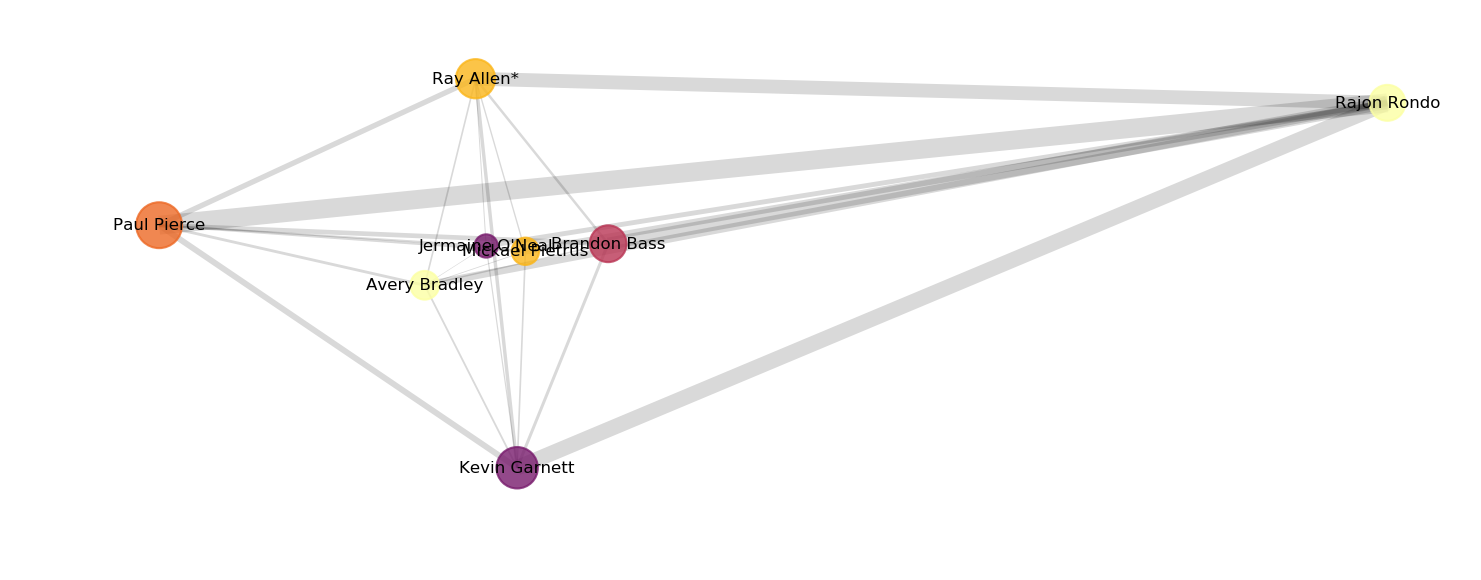 Ray Allen*
Rajon Rondo
Paul Pierce
Jermaine O'Neal
Brandon Bass
Mickael Pietrus
Avery Bradley
Kevin Garnett